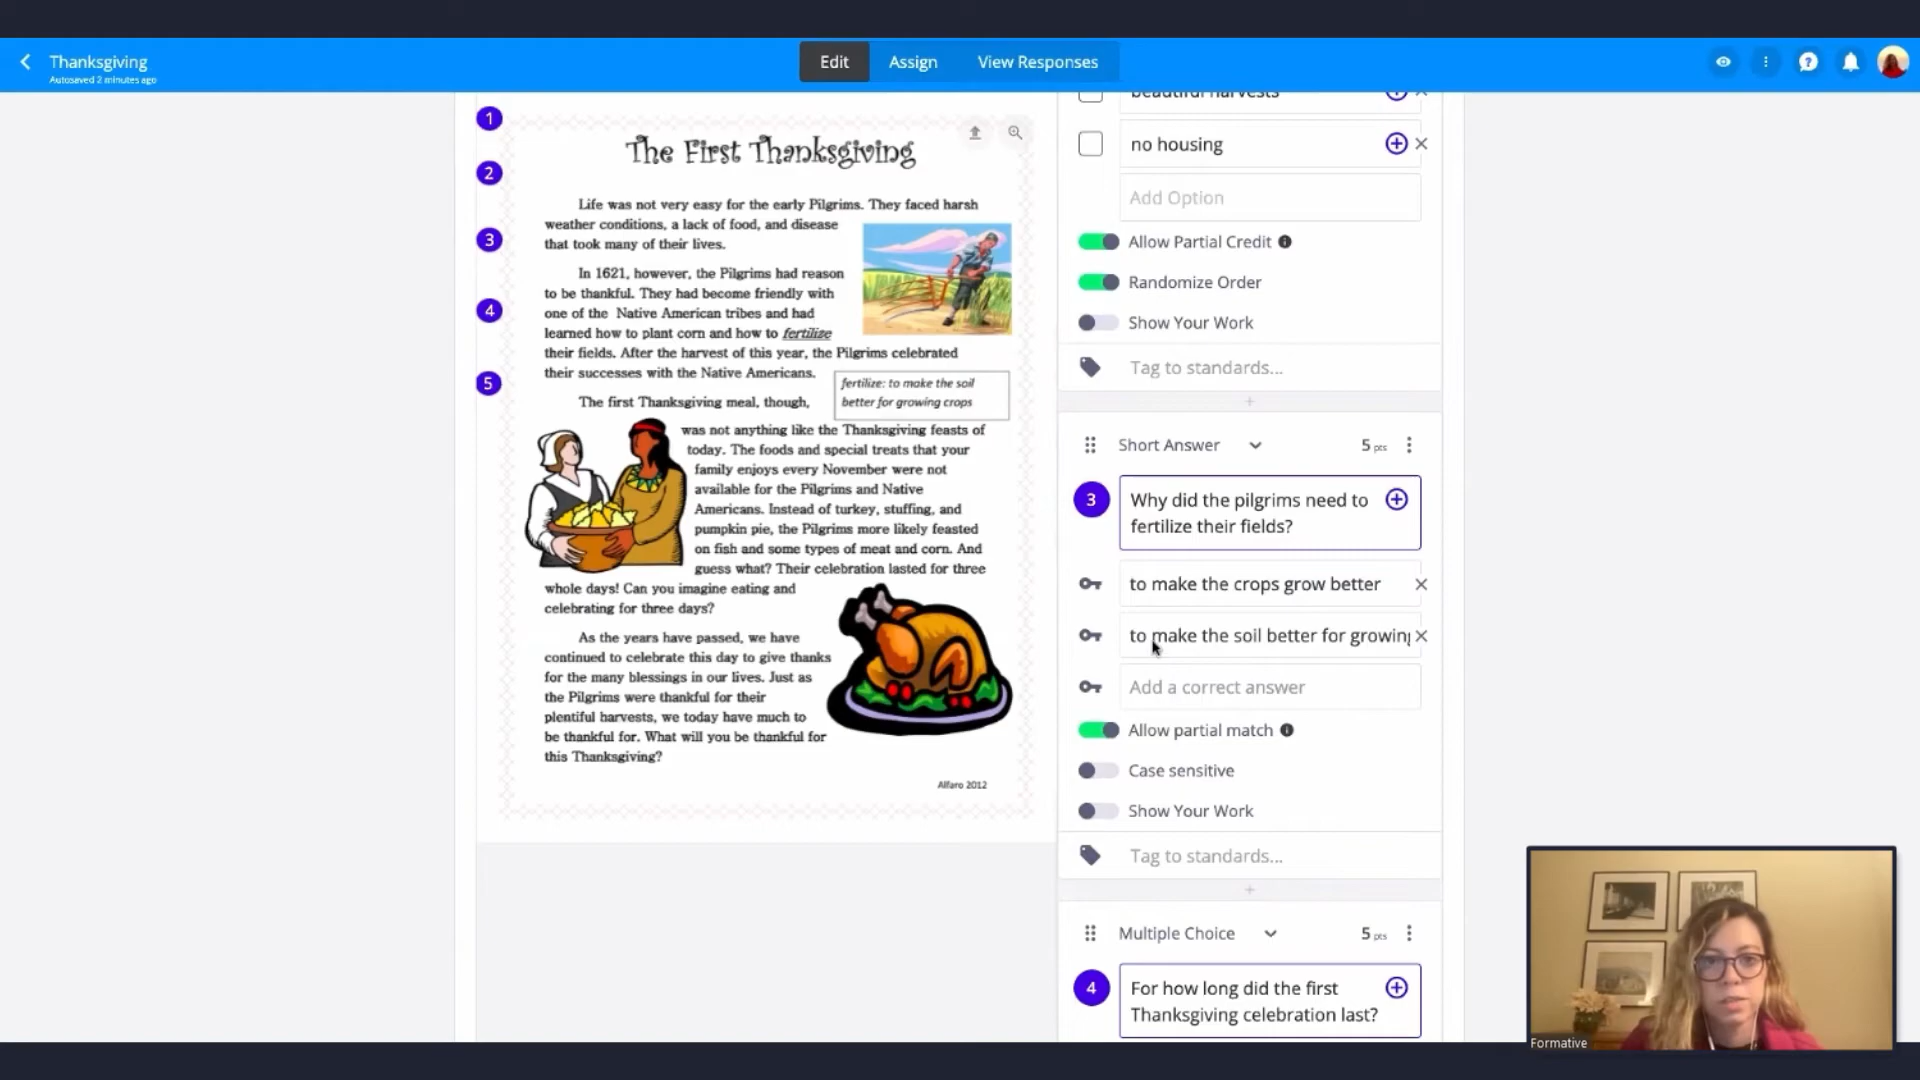 Thanksgiving
Autosaved 2 minutes ago
Edit
Assign
View Responses
1
2
3
4
5
The First Thanksgiving
Life was not very easy for the early Pilgrims. They faced harsh
weather conditions, a lack of food, and disease
that took many of their lives.
In 1621, however, the Pilgrims had reason
to be thankful. They had become friendly with
one of the Native American tribes and had
learned how to plant corn and how to fertilize
their fields. After the harvest of this year, the Pilgrims celebrated
their successes with the Native Americans.
fertilize: to make the soil
better for growing crops
The first Thanksgiving meal, though,
was not anything like the Thanksgiving feasts of
today. The foods and special treats that your
family enjoys every November were not
available for the Pilgrims and Native
Americans. Instead of turkey, stuffing, and
pumpkin pie, the Pilgrims more likely feasted
on fish and some types of meat and corn. And
guess what? Their celebration lasted for three
whole days! Can you imagine eating and
celebrating for three days?
As the years have passed, we have
continued to celebrate this day to give thanks
for the many blessings in our lives. Just as
the Pilgrims were thankful for their
plentiful harvests, we today have much to
be thankful for. What will you be thankful for
this Thanksgiving?
Alfaro 2012
beautiful harvests
no housing
Add Option
Allow Partial Credit
Randomize Order
Show Your Work
Tag to standards...
Short Answer
5 pts
3
Why did the pilgrims need to
fertilize their fields?
to make the crops grow better
to make the soil better for growing
Add a correct answer
Allow partial match
Case sensitive
Show Your Work
Tag to standards...
Multiple Choice
5 pts
4
For how long did the first
Thanksgiving celebration last?
Formative